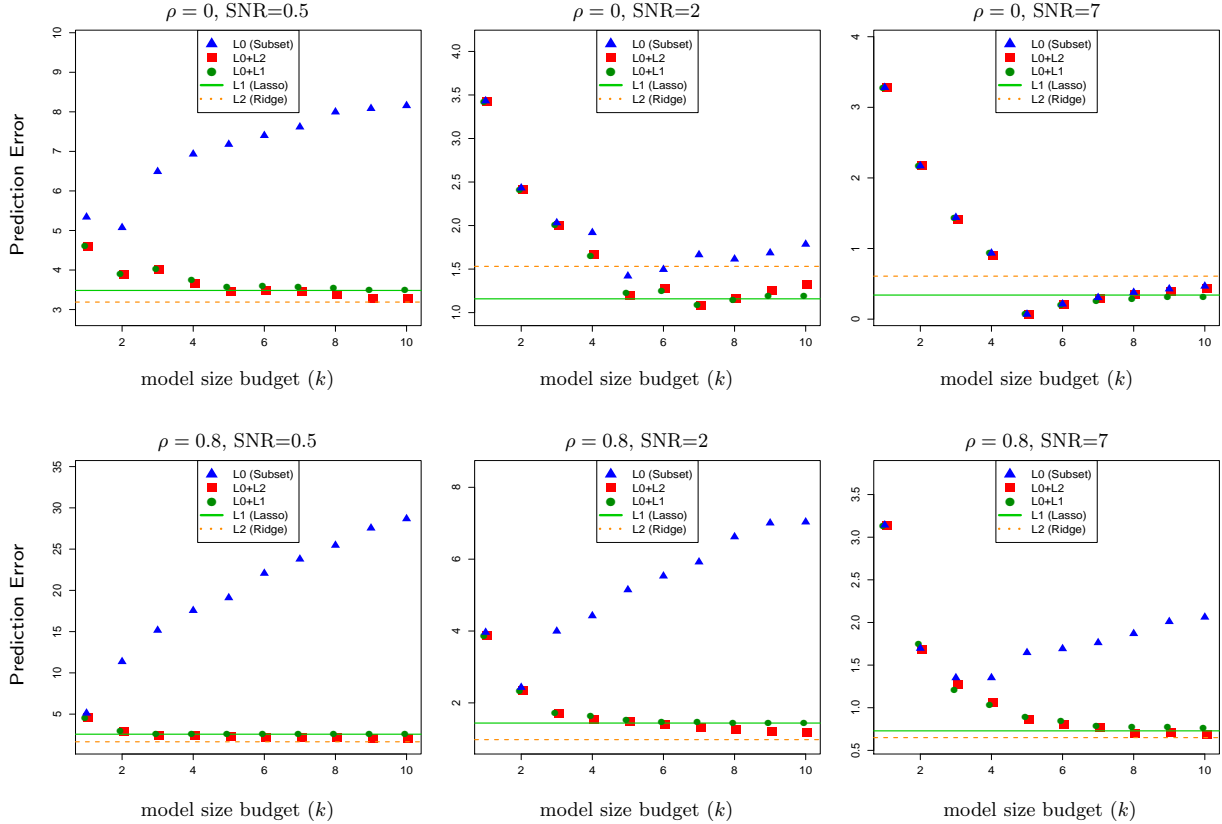 ρ = 0, SNR=0.5
Prediction Error
10
9
8
7
6
5
4
3
L0 (Subset)
L0+L2
L0+L1
L1 (Lasso)
L2 (Ridge)
2 4 6 8 10
model size budget (k)
ρ = 0, SNR=2
4.0
3.5
3.0
2.5
2.0
1.5
1.0
L0 (Subset)
L0+L2
L0+L1
L1 (Lasso)
L2 (Ridge)
2 4 6 8 10
model size budget (k)
ρ = 0, SNR=7
4
3
2
1
0
L0 (Subset)
L0+L2
L0+L1
L1 (Lasso)
L2 (Ridge)
2 4 6 8 10
model size budget (k)
ρ = 0.8, SNR=0.5
Prediction Error
35
30
25
20
15
10
5
L0 (Subset)
L0+L2
L0+L1
L1 (Lasso)
L2 (Ridge)
2 4 6 8 10
model size budget (k)
ρ = 0.8, SNR=2
8
6
4
2
L0 (Subset)
L0+L2
L0+L1
L1 (Lasso)
L2 (Ridge)
2 4 6 8 10
model size budget (k)
ρ = 0.8, SNR=7
3.5
3.0
2.5
2.0
1.5
1.0
0.5
L0 (Subset)
L0+L2
L0+L1
L1 (Lasso)
L2 (Ridge)
2 4 6 8 10
model size budget (k)